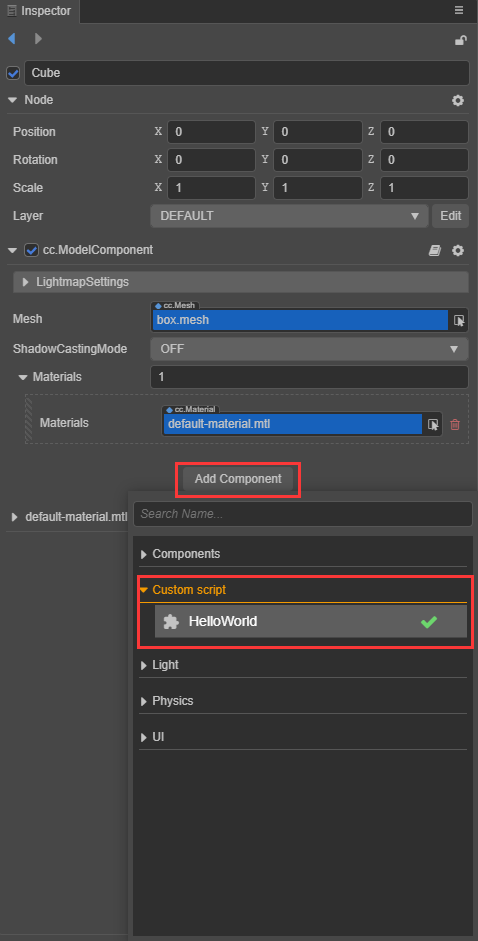 Inspector
Cube
Node
Position X 0 Y 0 Z 0
Rotation X 0 Y 0 Z 0
Scale X 1 Y 1 Z 1
Layer DEFAULT Edit
cc.ModelComponent
LightmapSettings
cc.Mesh
Mesh box.mesh
ShadowCastingMode OFF
Materials 1
cc.Material
Materials default-material.mtl
Add Component
default-material.mtl
Search Name...
Components
Custom script
HelloWorld
Light
Physics
UI